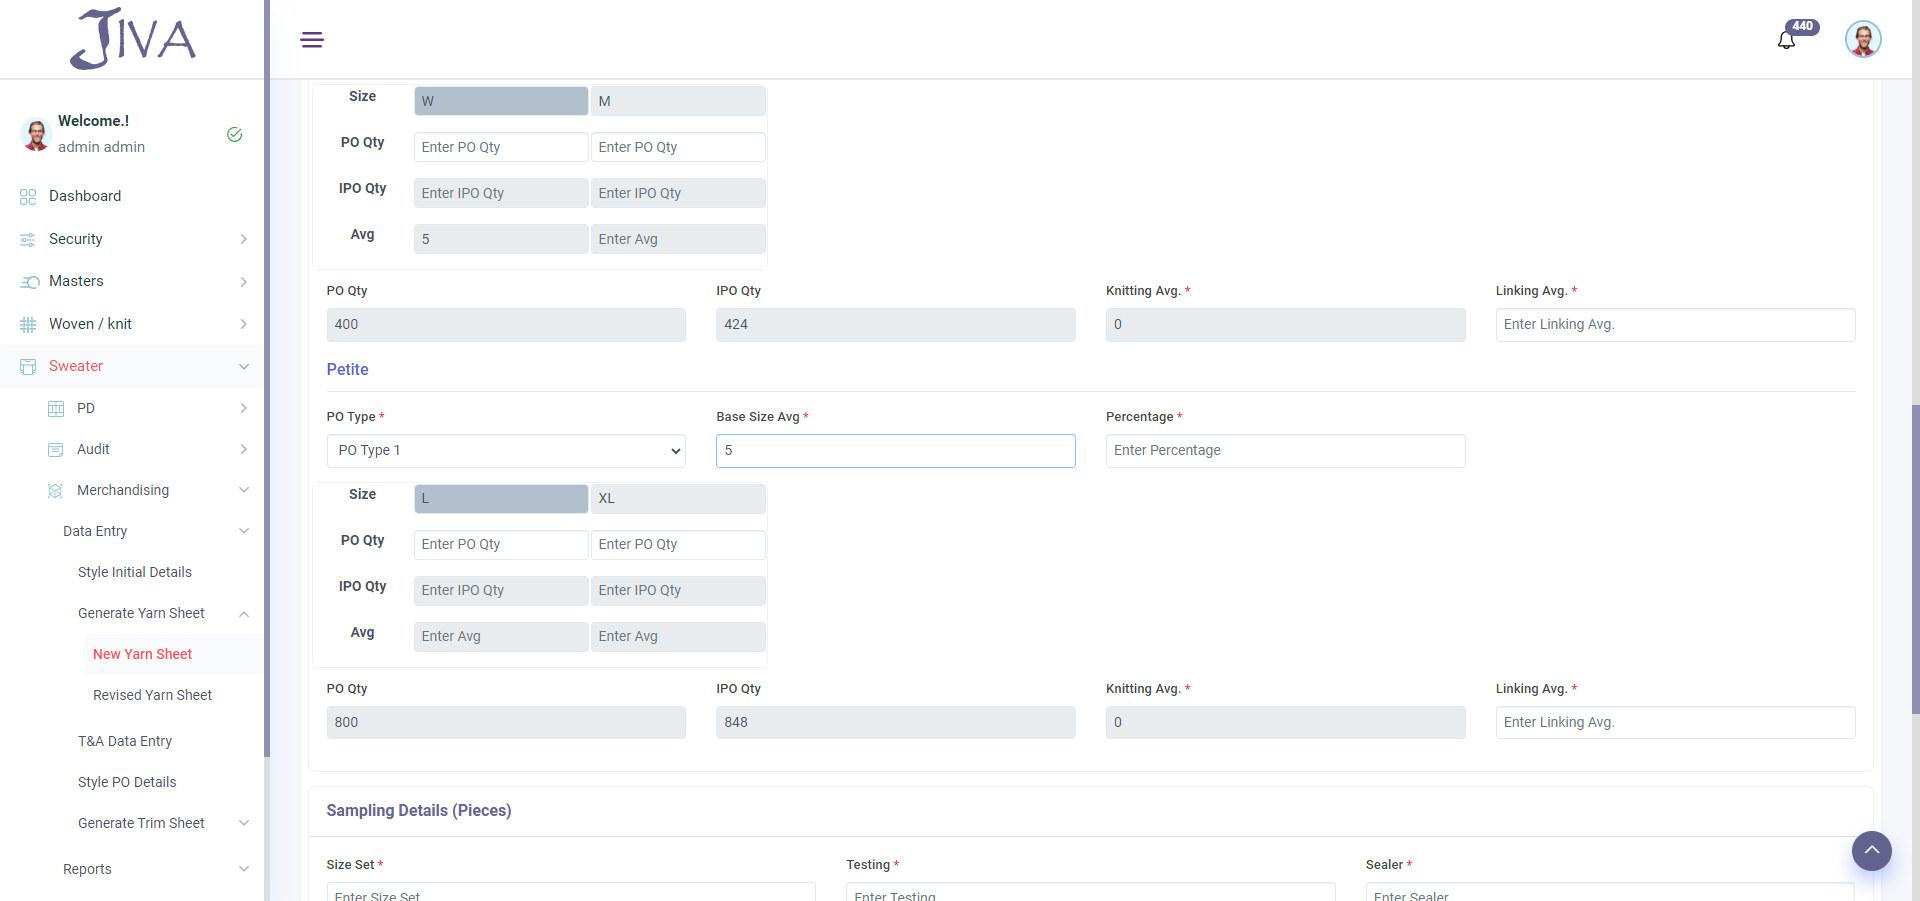 JIVA
440
Welcome.!
admin admin
Dashboard
Security
Masters
Woven / knit
Sweater
PD
Audit
Merchandising
Data Entry
Style Initial Details
Generate Yarn Sheet
New Yarn Sheet
Revised Yarn Sheet
T&A Data Entry
Style PO Details
Generate Trim Sheet
Reports
Size W M
PO Qty Enter PO Qty Enter PO Qty
IPO Qty Enter IPO Qty Enter IPO Qty
Avg 5 Enter Avg
PO Qty IPO Qty Knitting Avg. * Linking Avg. *
400 424 0 Enter Linking Avg.
Petite
PO Type * Base Size Avg * Percentage *
PO Type 1 5 Enter Percentage
Size L XL
PO Qty Enter PO Qty Enter PO Qty
IPO Qty Enter IPO Qty Enter IPO Qty
Avg Enter Avg Enter Avg
PO Qty IPO Qty Knitting Avg. * Linking Avg. *
800 848 0 Enter Linking Avg.
Sampling Details (Pieces)
Size Set * Testing * Sealer *
Enter Size Set Enter Testing Enter Sealer